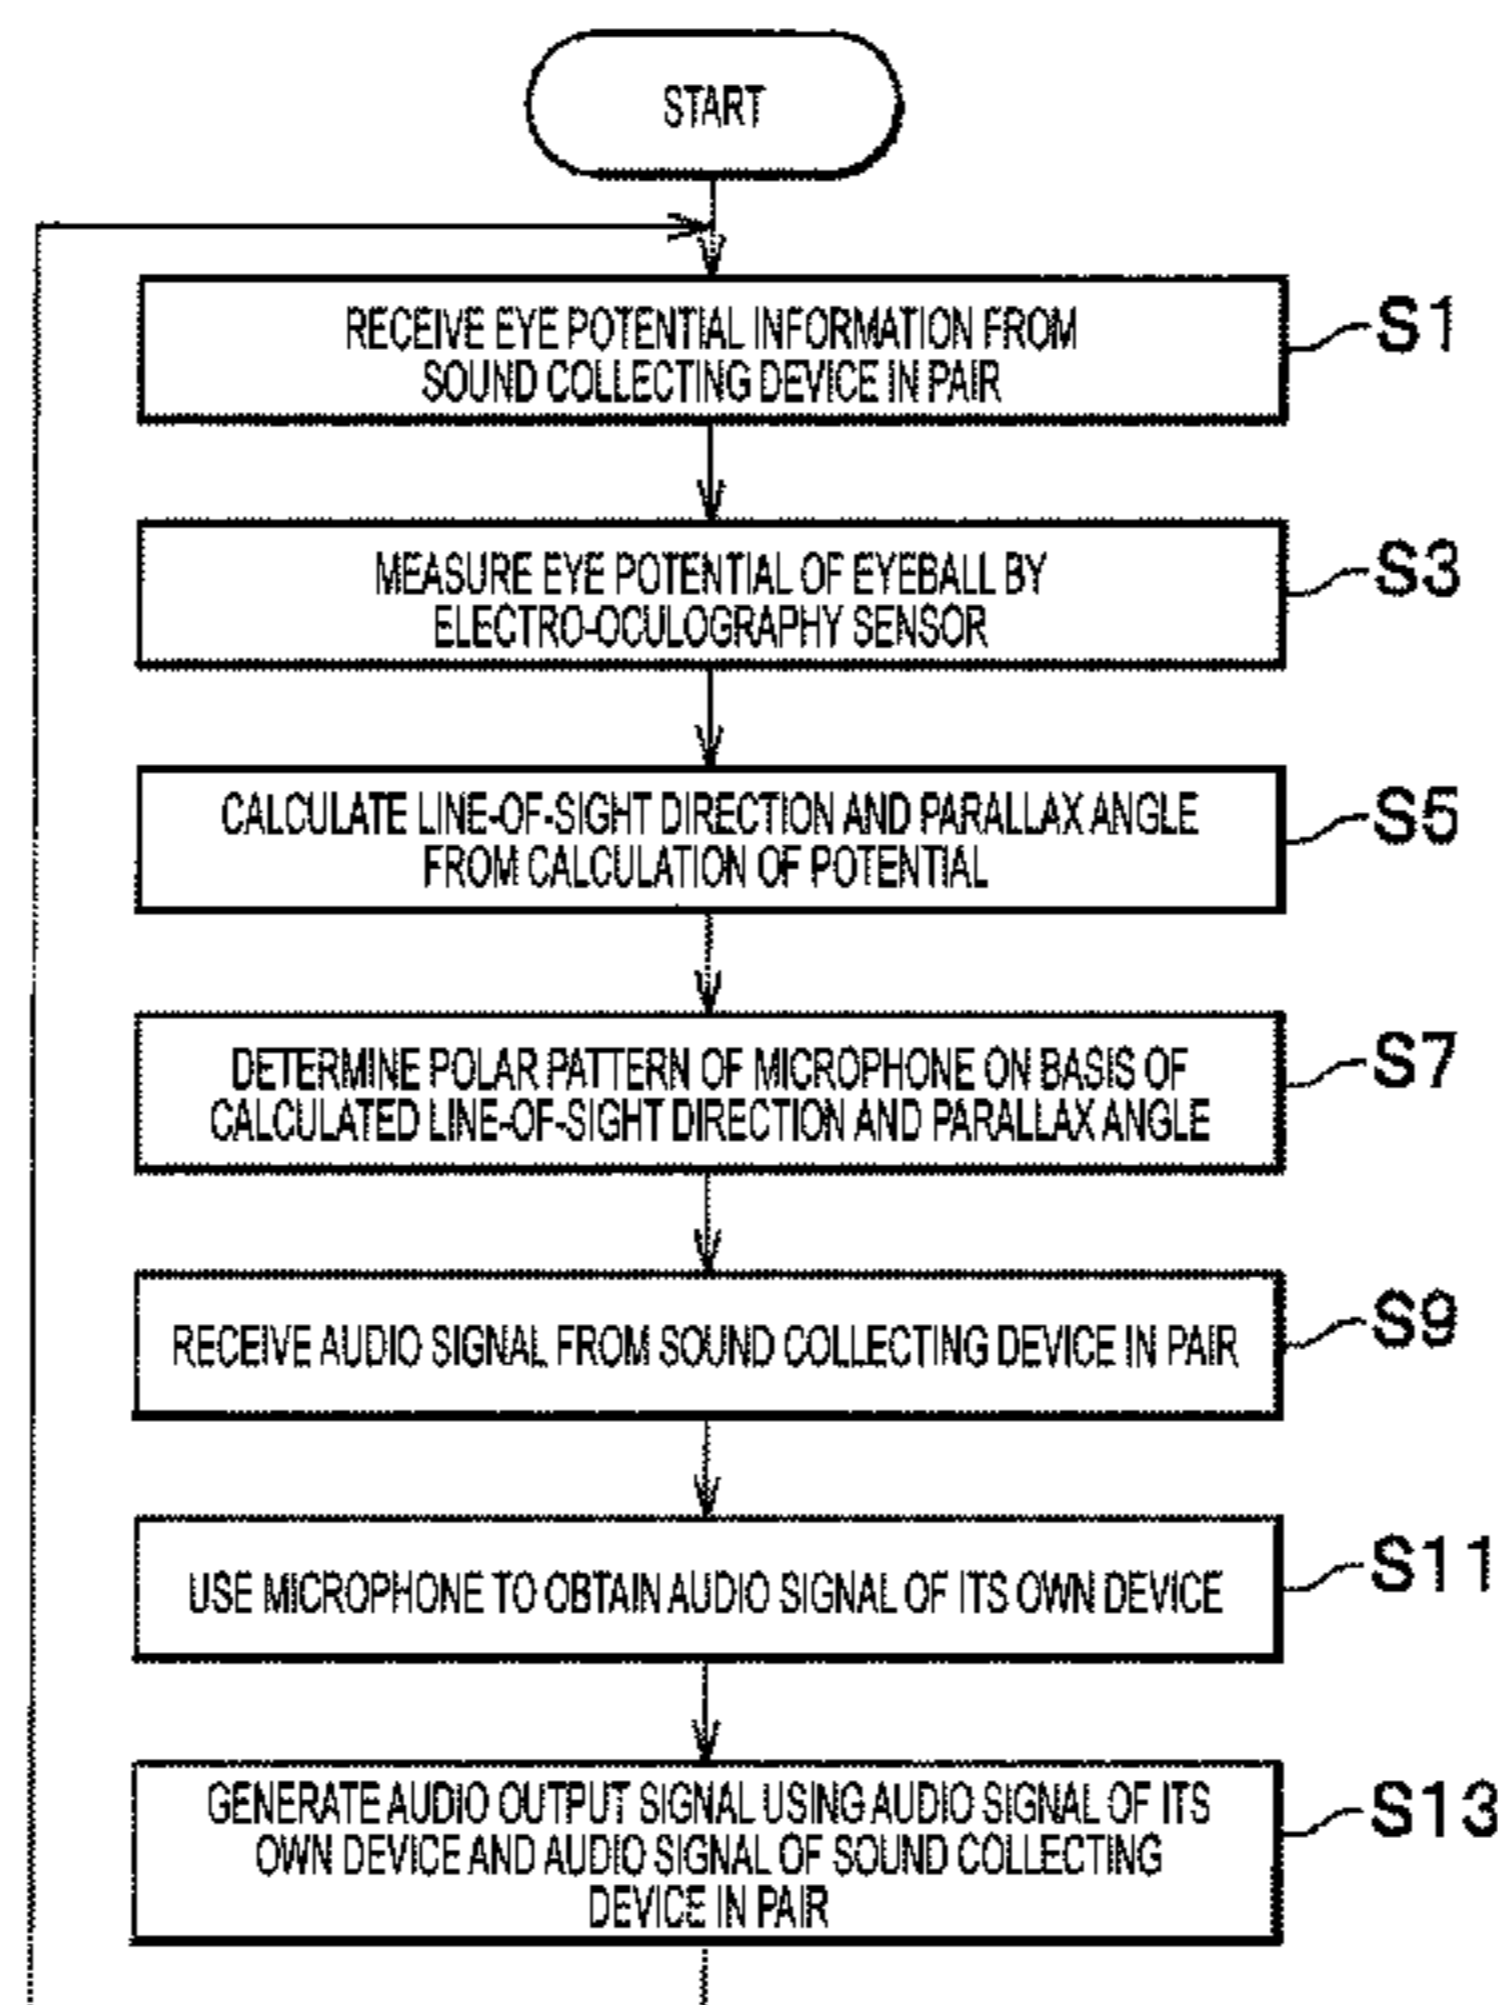 START
RECEIVE EYE POTENTIAL INFORMATION FROM
SOUND COLLECTING DEVICE IN PAIR
S1
MEASURE EYE POTENTIAL OF EYEBALL BY
ELECTRO-OCULOGRAPHY SENSOR
S3
CALCULATE LINE-OF-SIGHT DIRECTION AND PARALLAX ANGLE
FROM CALCULATION OF POTENTIAL
S5
DETERMINE POLAR PATTERN OF MICROPHONE ON BASIS OF
CALCULATED LINE-OF-SIGHT DIRECTION AND PARALLAX ANGLE
S7
RECEIVE AUDIO SIGNAL FROM SOUND COLLECTING DEVICE IN PAIR
S9
USE MICROPHONE TO OBTAIN AUDIO SIGNAL OF ITS OWN DEVICE
S11
GENERATE AUDIO OUTPUT SIGNAL USING AUDIO SIGNAL OF ITS
OWN DEVICE AND AUDIO SIGNAL OF SOUND COLLECTING
DEVICE IN PAIR
S13